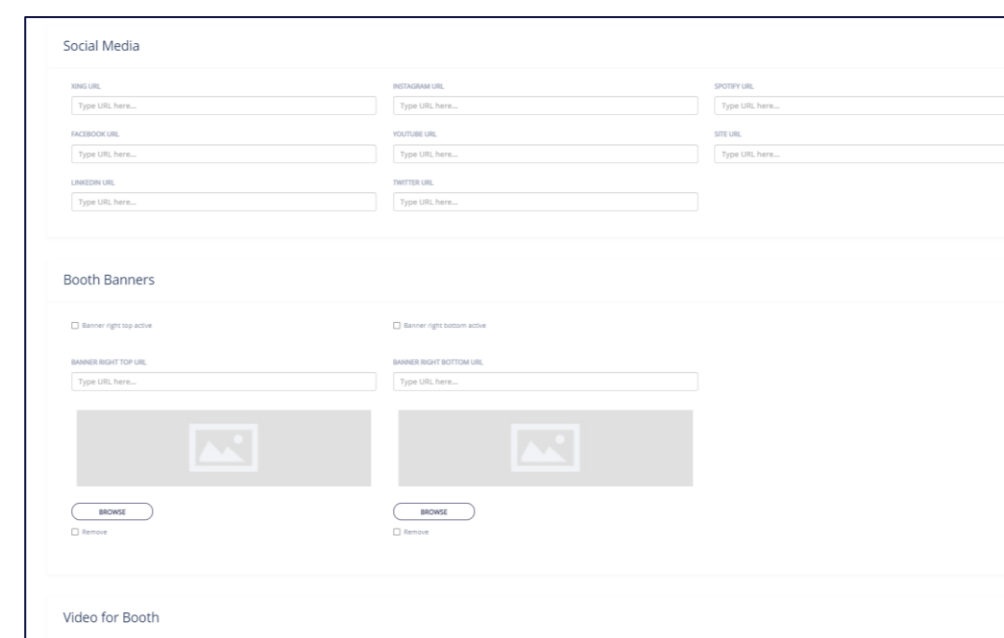 Social Media
XING URL INSTAGRAM URL SPOTIFY URL
Type URL here... Type URL here... Type URL here...
FACEBOOK URL YOUTUBE URL SITE URL
Type URL here... Type URL here... Type URL here...
LINKEDIN URL TWITTER URL
Type URL here... Type URL here...
Booth Banners
Banner right top active Banner right bottom active
BANNER RIGHT TOP URL BANNER RIGHT BOTTOM URL
Type URL here... Type URL here...
BROWSE BROWSE
Remove Remove
Video for Booth